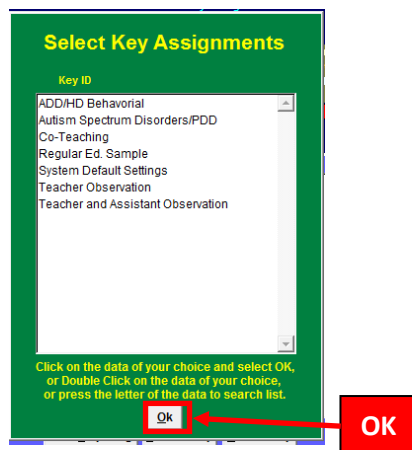 Select Key Assignments
Key ID
ADD/HD Behavorial
Autism Spectrum Disorders/PDD
Co-Teaching
Regular Ed. Sample
System Default Settings
Teacher Observation
Teacher and Assistant Observation
Click on the data of your choice and select OK,
or Double Click on the data of your choice,
or press the letter of the data to search list.
Ok
OK